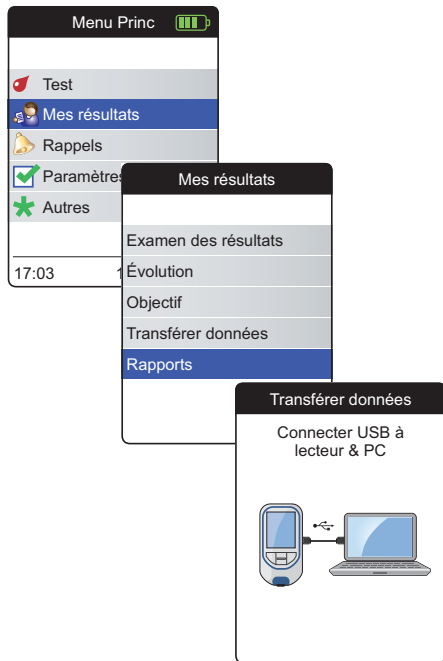 Menu Princ
Test
Mes résultats
Rappels
Paramètres
Autres
17:03
1
Mes résultats
Examen des résultats
Évolution
Objectif
Transférer données
Rapports
Transférer données
Connecter USB à
lecteur & PC